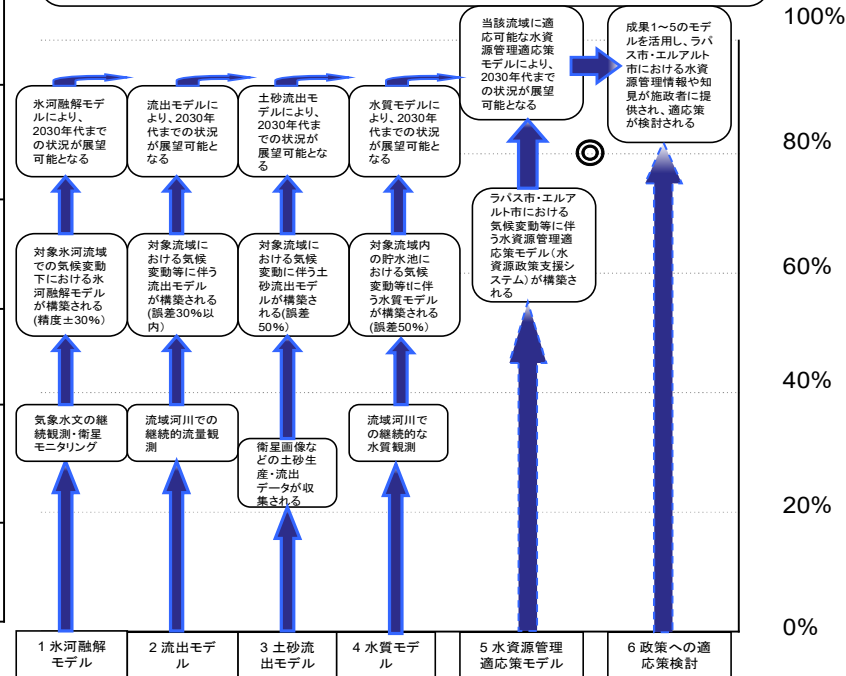 100%
80%
60%
40%
20%
0%
当該流域に適
応可能な水資
源管理適応策
モデルにより、
2030年代まで
の状況が展望
可能となる
成果1~5のモデ
ルを活用し、ラパ
ス市・エルアルト
市における水資
源管理情報や知
見が施政者に提
供され、適応策
が検討される
氷河融解モデ
ルにより、
2030年代まで
の状況が展望
可能となる
流出モデルに
より、2030年
代までの状況
が展望可能と
なる
土砂流出モ
デルにより、
2030年代ま
での状況が
展望可能とな
る
水質モデルに
より、2030年
代までの状況
が展望可能と
なる
◎
ラパス市・エルア
ルト市における
気候変動等に伴
う水資源管理適
応策モデル(水
資源政策支援シ
ステム)が構築さ
れる
対象氷河流域
での気候変動
下における氷
河融解モデル
が構築される
(精度±30%)
対象流域に
おける気候
変動等に伴う
流出モデル
が構築される
(誤差30%以
内)
対象流域に
おける気候
変動に伴う土
砂流出モデ
ルが構築さ
れる(誤差
50%)
対象流域内
の貯水池に
おける気候
変動等tに伴
う水質モデル
が構築される
(誤差50%)
気象水文の継
続観測・衛星
モニタリング
流域河川での
継続的流量観
測
衛星画像な
どの土砂生
産・流出
データが収
集される
流域河川で
の継続的な
水質観測
1 氷河融解
モデル
2 流出モデ
ル
3 土砂流
出モデル
4 水質モデ
ル
5 水資源管理
適応策モデル
6 政策への適
応策検討